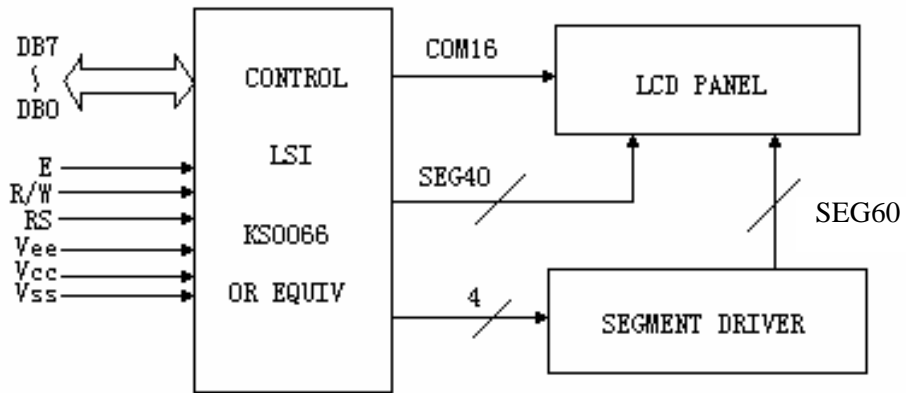 DB7
~
DB0
E
R/W
RS
Vee
Vcc
Vss
CONTROL
LSI
KS0066
OR EQUIV
COM16
SEG40
4
LCD PANEL
SEG60
SEGMENT DRIVER